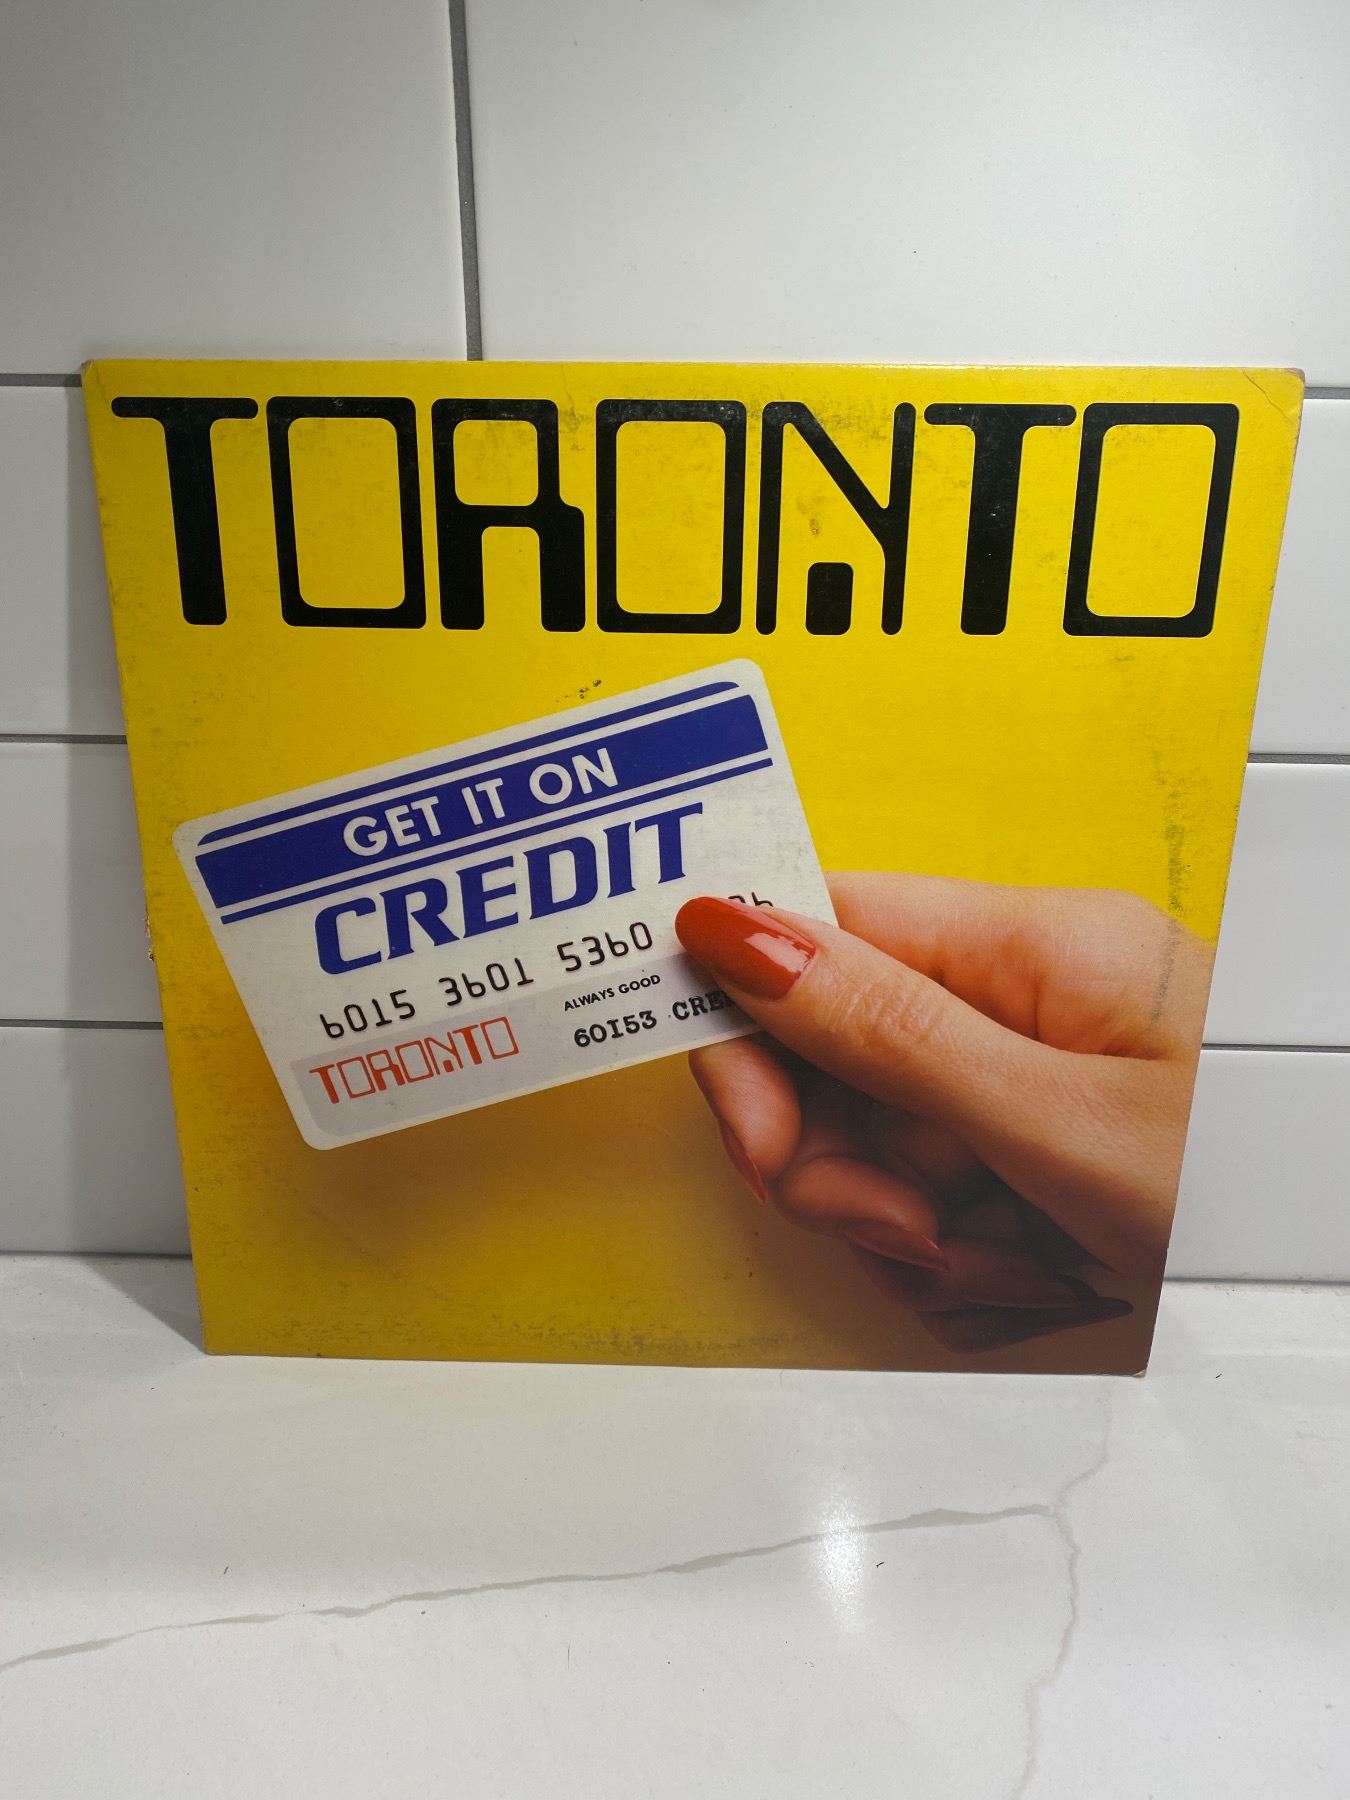 TORONTO
GET IT ON
CREDIT
6015 3601 5360
ALWAYS GOOD
TORONTO 60153